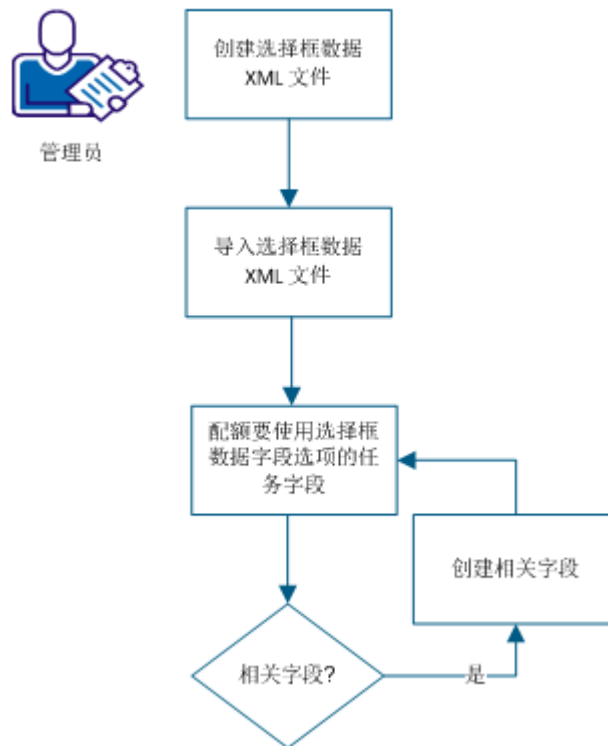 创建选择框数据
XML 文件
管理员
导入选择框数据
XML 文件
配额要使用选择框
数据字段选项的任
务字段
创建相关字段
相关字段?
是